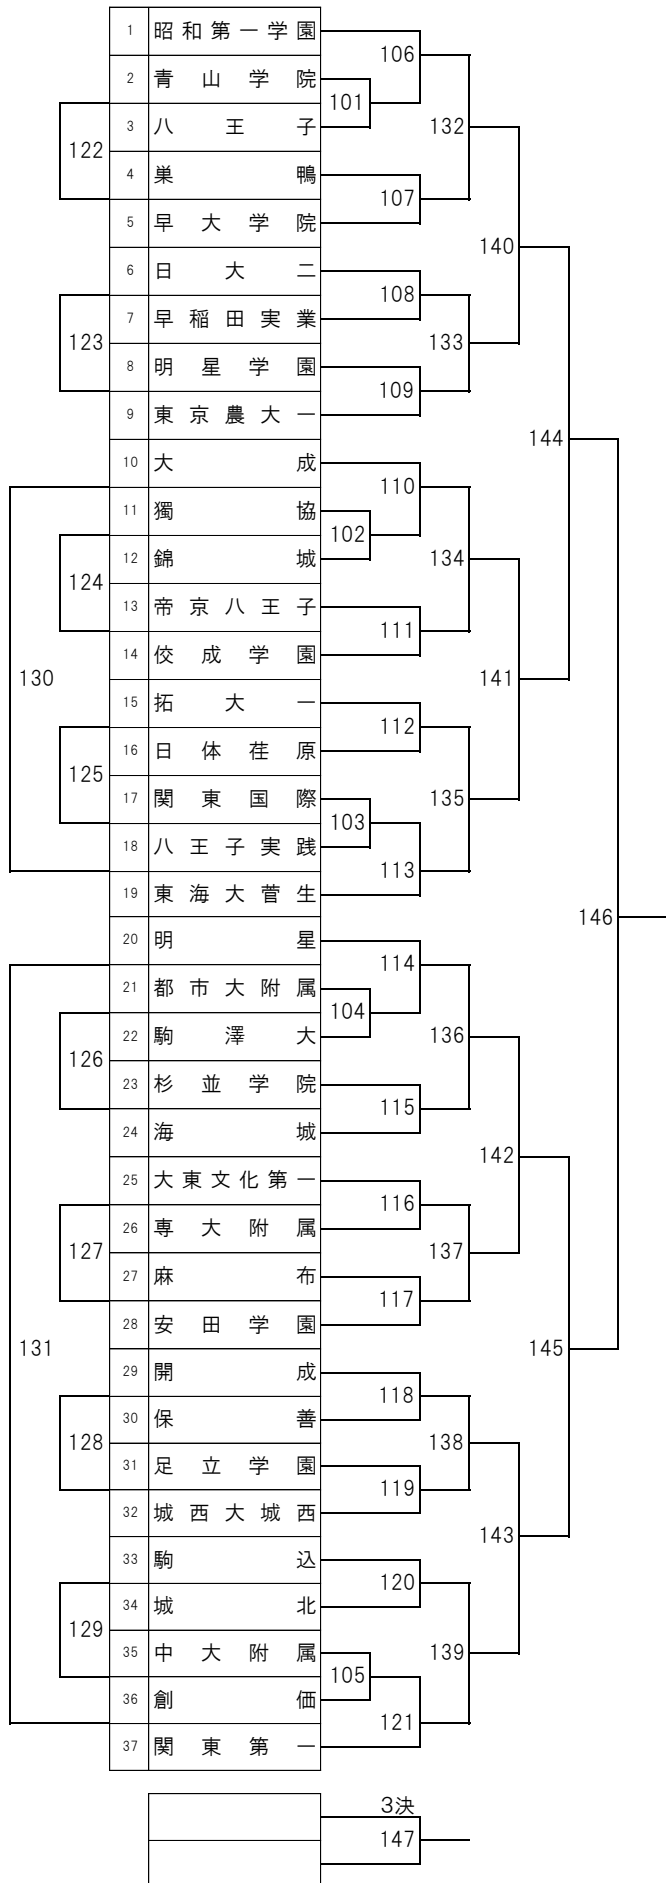 1 昭和第一学園
2 青山学院
3 八王子
4 巣鴨
5 早大学院
6 日大二
7 早稲田実業
8 明星学園
9 東京農大一
10 大成
11 獨協
12 錦城
13 帝京八王子
14 佼成学園
15 拓大一
16 日体荏原
17 関東国際
18 八王子実践
19 東海大菅生
20 明星
21 都市大附属
22 駒澤大
23 杉並学院
24 海城
25 大東文化第一
26 専大附属
27 麻布
28 安田学園
29 開成
30 保善
31 足立学園
32 城西大城西
33 駒込
34 城北
35 中大附属
36 創価
37 関東第一
122
123
124
130
125
126
127
131
128
129
101
102
103
104
105
106
107
108
109
110
111
112
113
114
115
116
117
118
119
120
121
132
133
134
135
136
137
138
139
140
141
142
143
144
145
146
3決
147